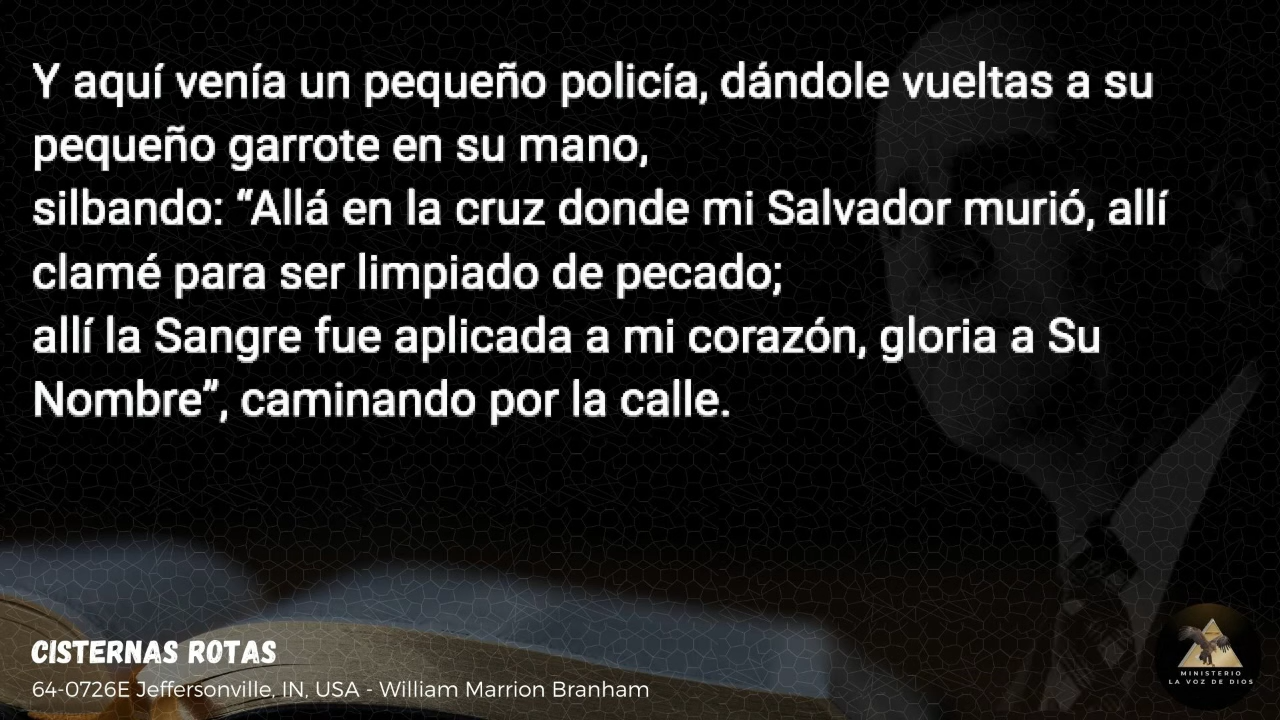 Y aquí venía un pequeño policía, dándole vueltas a su
pequeño garrote en su mano,
silbando: “Allá en la cruz donde mi Salvador murió, allí
clamé para ser limpiado de pecado;
allí la Sangre fue aplicada a mi corazón, gloria a Su
Nombre”, caminando por la calle.
CISTERNAS ROTAS
64-0726E Jeffersonville, IN, USA - William Marrion Branham
MINISTERIO
LA VOZ DE DIOS